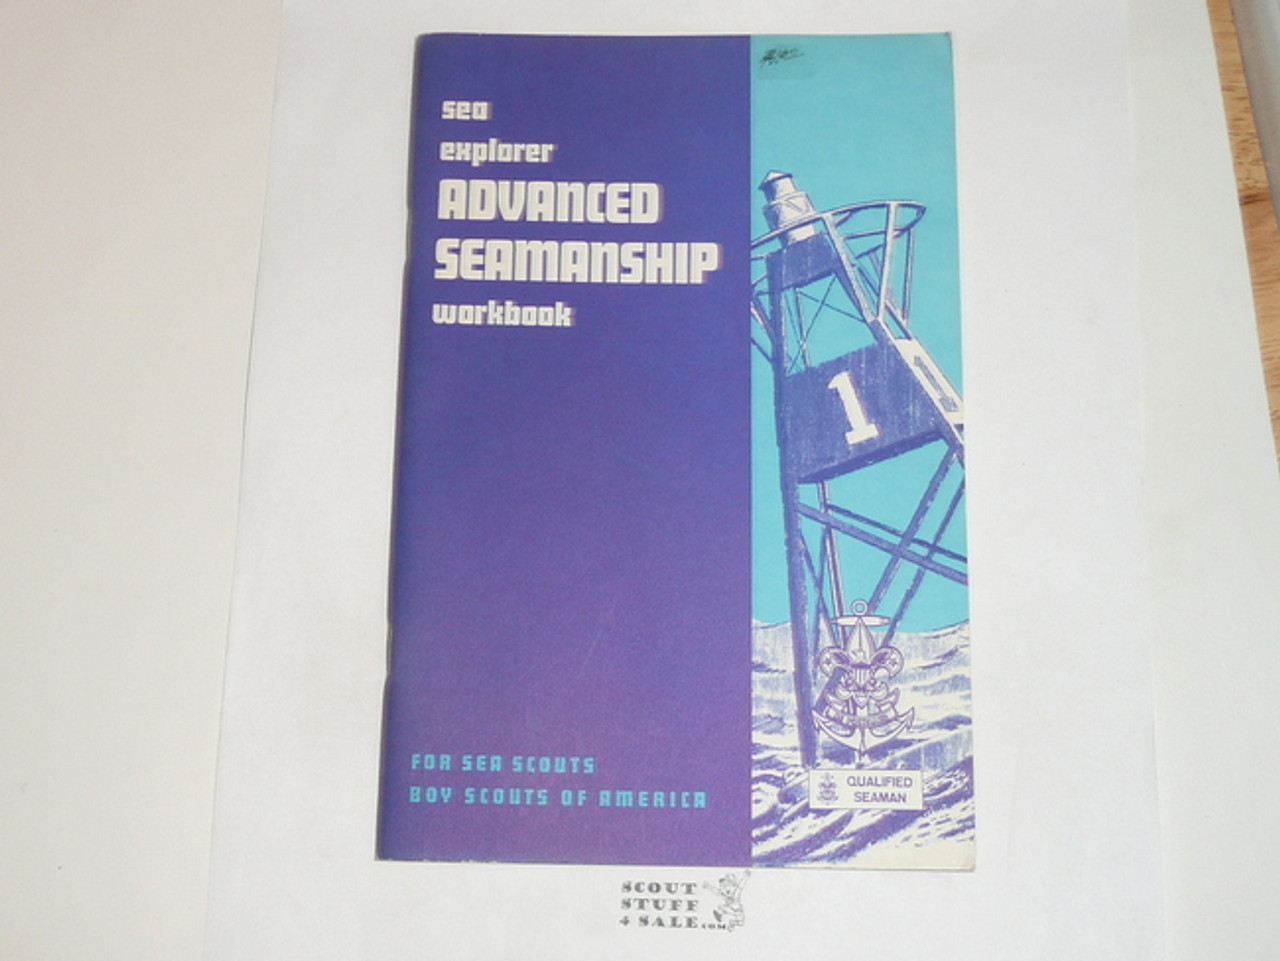 sea
explorer
ADVANCED
SEAMANSHIP
workbook
1
FOR SEA SCOUTS
BOY SCOUTS OF AMERICA
QUALIFIED
SEAMAN
SCOUT
STUFF
4 SALE.COM